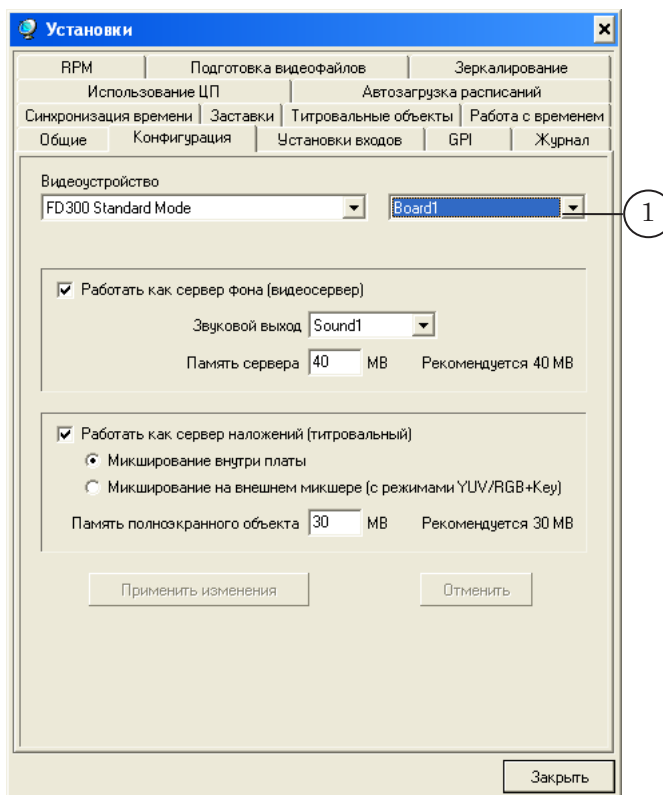 Установки
RPM Подготовка видеофайлов Зеркалирование
Использование ЦП Автозагрузка расписаний
Синхронизация времени Заставки Титровальные объекты Работа с временем
Общие Конфигурация Установки входов GPI Журнал
Видеоустройство
FD300 Standard Mode Board1
1
Работать как сервер фона (видеосервер)
Звуковой выход Sound1
Память сервера 40 MB Рекомендуется 40 MB
Работать как сервер наложений (титровальный)
Микширование внутри платы
Микширование на внешнем микшере (с режимами YUV/RGB+Key)
Память полноэкранного объекта 30 MB Рекомендуется 30 MB
Применить изменения Отменить
Закрыть